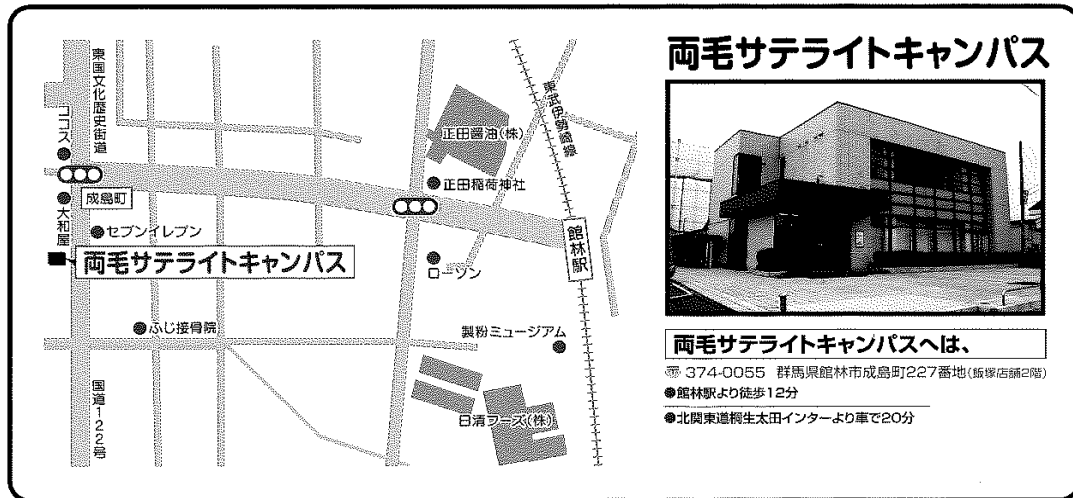 両毛サテライトキャンパス
東国文化歴史街道
ココス
正田醤油(株)
東武伊勢崎線
正田稲荷神社
成島町
大和屋
セブンイレブン
両毛サテライトキャンパス
ローソン
館林駅
ふじ接骨院
製粉ミュージアム
国道122号
日清フーズ(株)
両毛サテライトキャンパスへは、
〒 374-0055 群馬県館林市成島町227番地(飯塚店舗2階)
●館林駅より徒歩12分
●北関東道桐生太田インターより車で20分